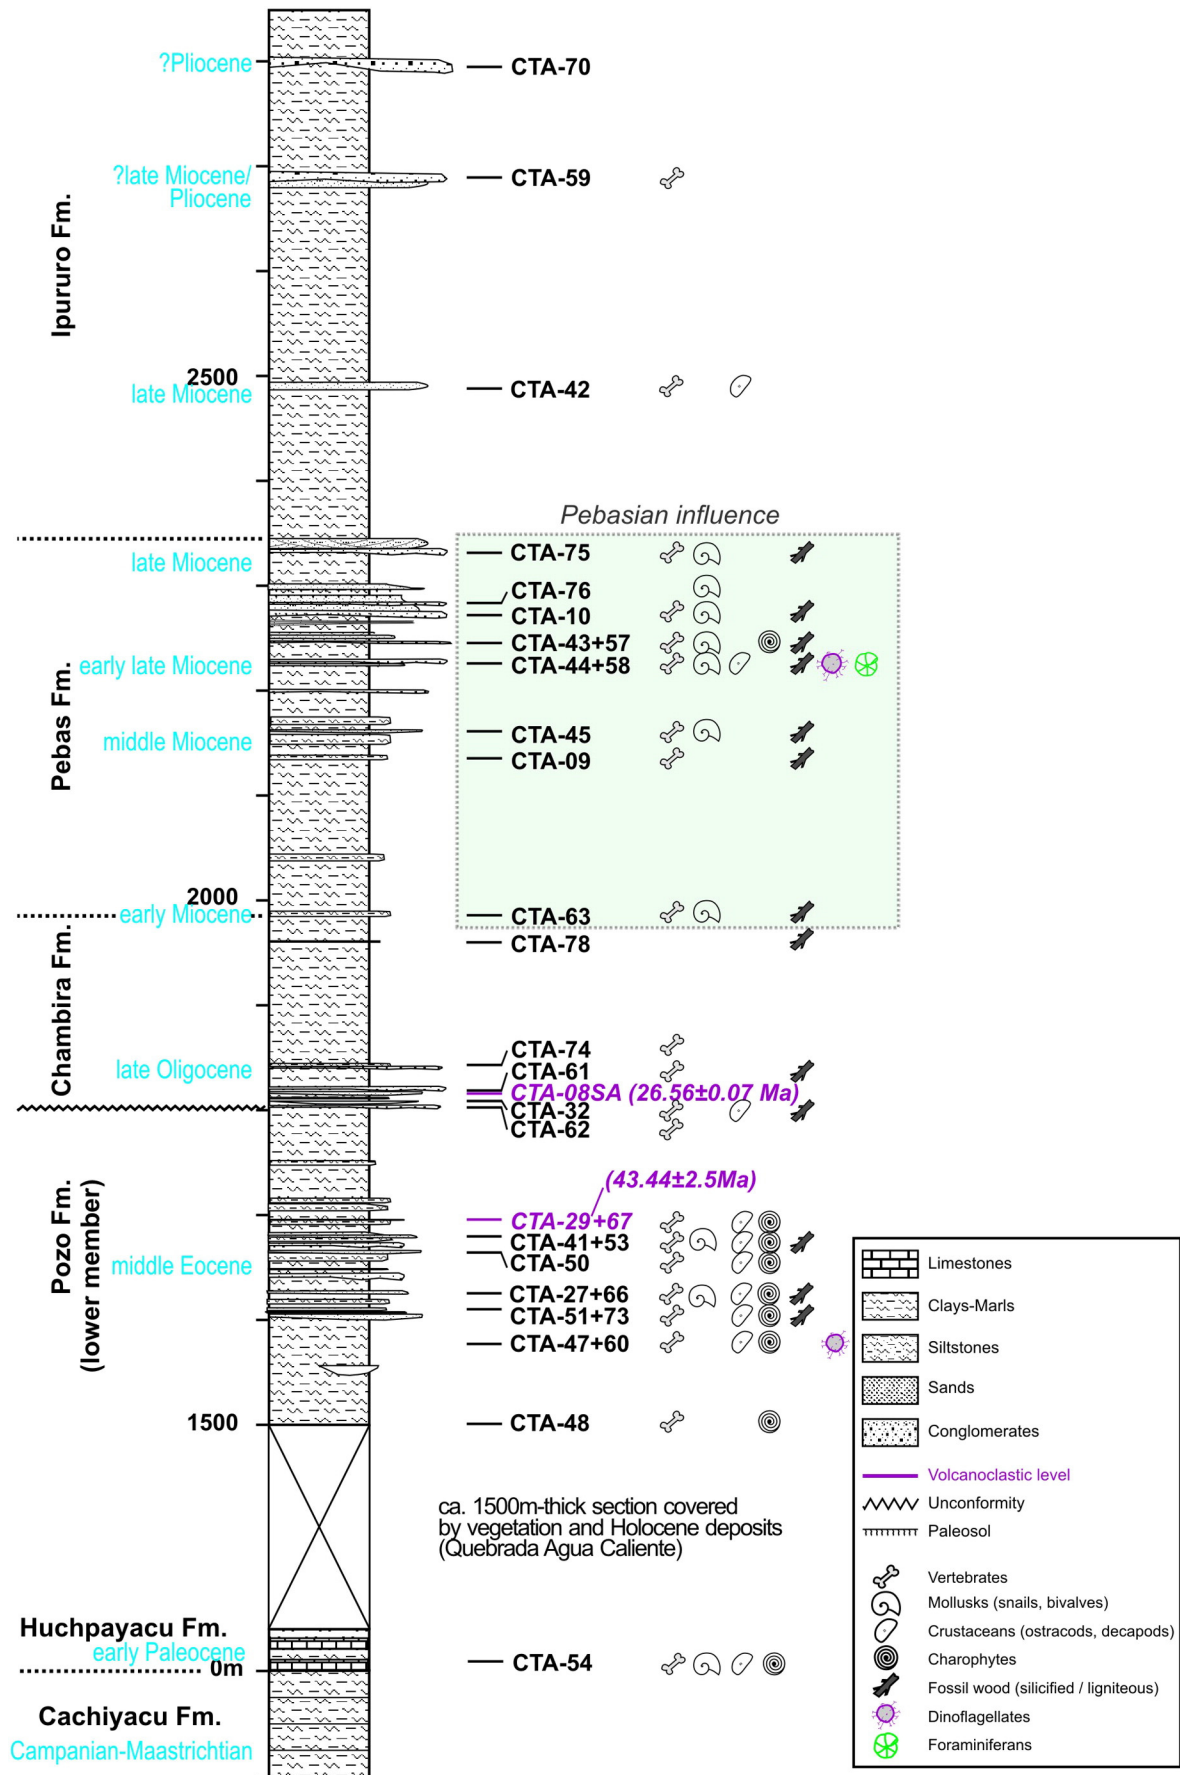 ?Pliocene
CTA-70
?late Miocene/
Pliocene
CTA-59
Ipururo Fm.
2500
late Miocene
CTA-42
Pebasian influence
late Miocene
CTA-75
CTA-76
CTA-10
CTA-43+57
early late Miocene
CTA-44+58
Pebas Fm.
middle Miocene
CTA-45
CTA-09
2000
early Miocene
CTA-63
CTA-78
Chambira Fm.
CTA-74
late Oligocene
CTA-61
CTA-08SA (26.56±0.07 Ma)
CTA-32
CTA-62
Pozo Fm.
(lower member)
(43.44±2.5Ma)
CTA-29+67
CTA-41+53
middle Eocene
CTA-50
CTA-27+66
CTA-51+73
CTA-47+60
1500
CTA-48
ca. 1500m-thick section covered
by vegetation and Holocene deposits
(Quebrada Agua Caliente)
Huchpayacu Fm.
early Paleocene
0m
CTA-54
Cachiyacu Fm.
Campanian-Maastrichtian
Limestones
Clays-Marls
Siltstones
Sands
Conglomerates
Volcanoclastic level
Unconformity
Paleosol
Vertebrates
Mollusks (snails, bivalves)
Crustaceans (ostracods, decapods)
Charophytes
Fossil wood (silicified / ligniteous)
Dinoflagellates
Foraminiferans